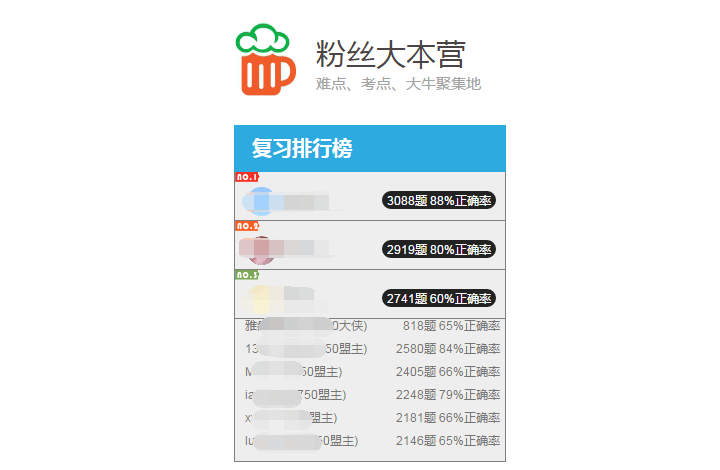 粉丝大本营
难点、考点、大牛聚集地
复习排行榜
NO.1
3088题 88%正确率
NO.2
2919题 80%正确率
NO.3
2741题 60%正确率
雅 0大侠) 818题 65%正确率
13 50盟主) 2580题 84%正确率
M 50盟主) 2405题 66%正确率
ia 750盟主) 2248题 79%正确率
x 盟主) 2181题 66%正确率
lu 50盟主) 2146题 65%正确率